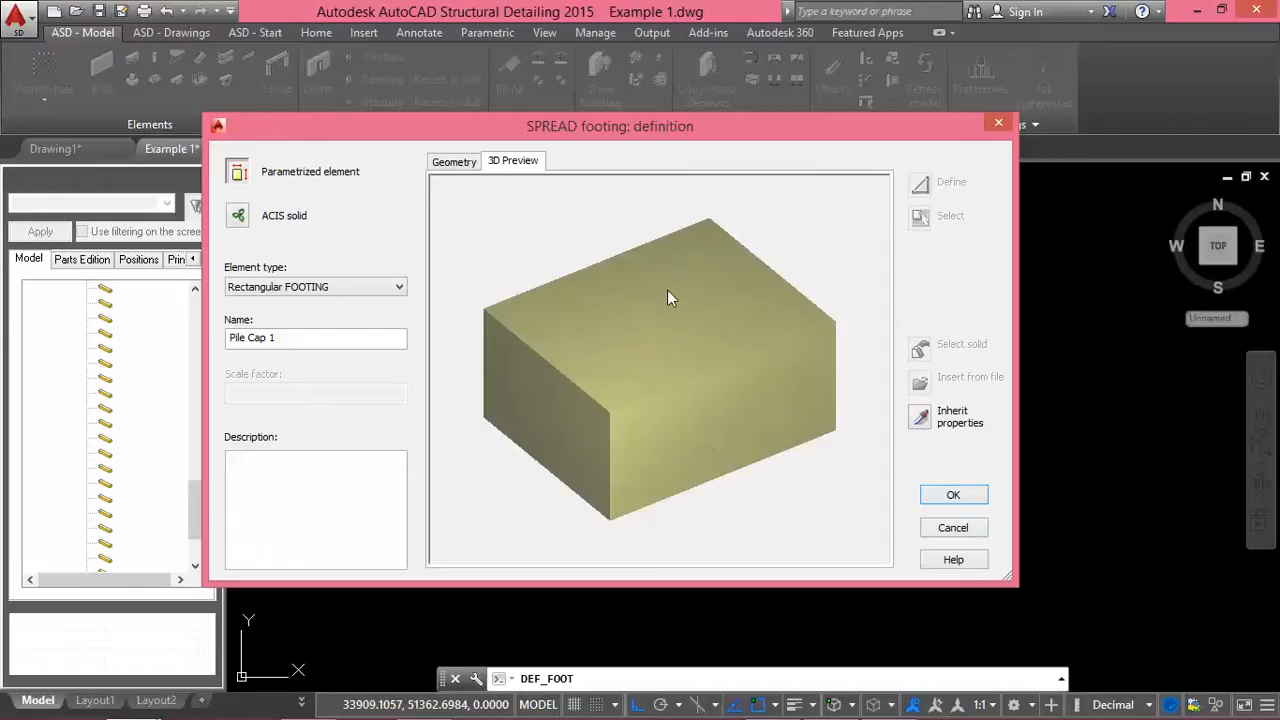 Autodesk AutoCAD Structural Detailing 2015 Example 1.dwg
Type a keyword or phrase
Sign In
SD
ASD - Model
ASD - Drawings
ASD - Start
Home
Insert
Annotate
Parametric
View
Manage
Output
Add-ins
Autodesk 360
Featured Apps
Elements
Drawing1*
Example 1*
SPREAD footing: definition
Parametrized element
ACIS solid
Element type:
Rectangular FOOTING
Name:
Pile Cap 1
Scale factor:
Description:
Geometry
3D Preview
Define
Select
Select solid
Insert from file
Inherit
properties
OK
Cancel
Help
Apply
Use filtering on the scree
Model
Parts Edition
Positions
Prin
N
W
TOP
E
S
Unnamed
Y
X
DEF_FOOT
Model
Layout1
Layout2
+
33909.1057, 51362.6984, 0.0000
MODEL
1:1
Decimal